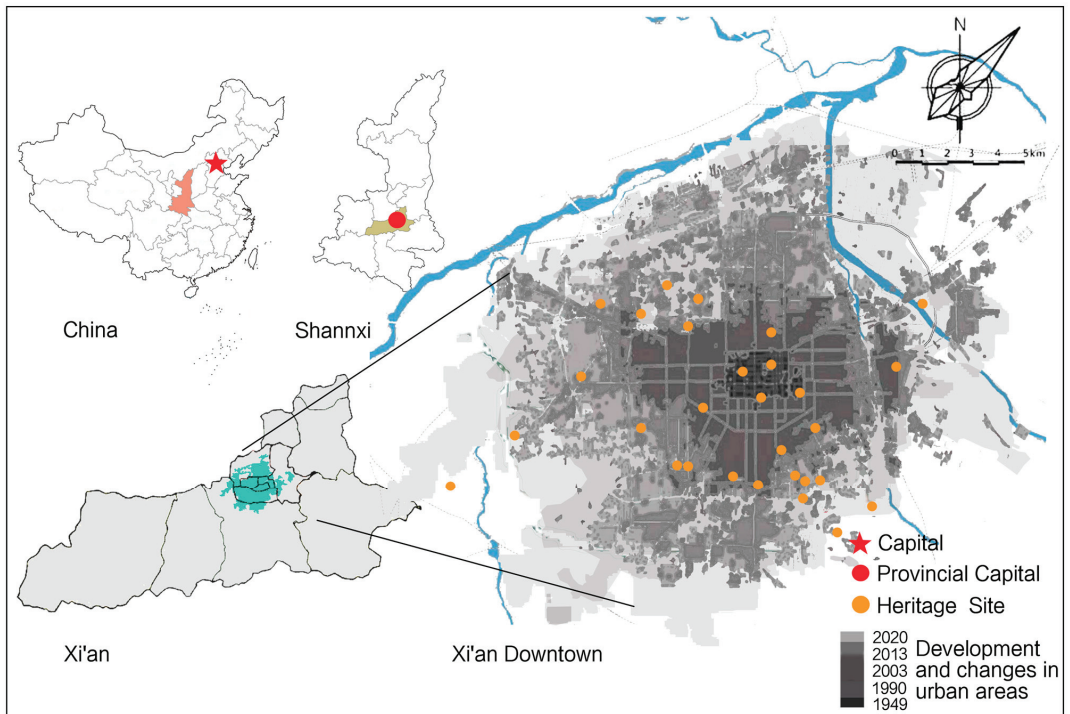 N
0 1 2 3 4 5km
China
Shannxi
Xi'an
Xi'an Downtown
Capital
Provincial Capital
Heritage Site
2020
2013
2003
1990
1949
Development
and changes in
urban areas